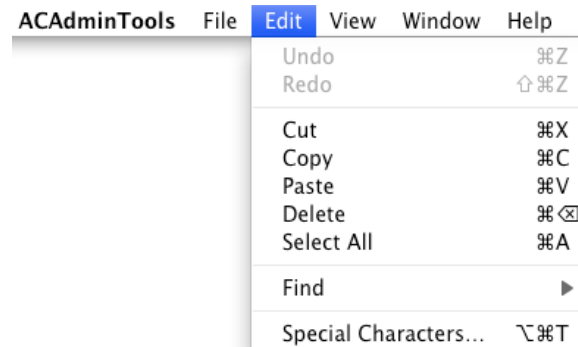 ACAdminTools File Edit View Window Help
Undo ⌘Z
Redo ⇧⌘Z
Cut ⌘X
Copy ⌘C
Paste ⌘V
Delete ⌘⌫
Select All ⌘A
Find ▶
Special Characters... ⌥⌘T